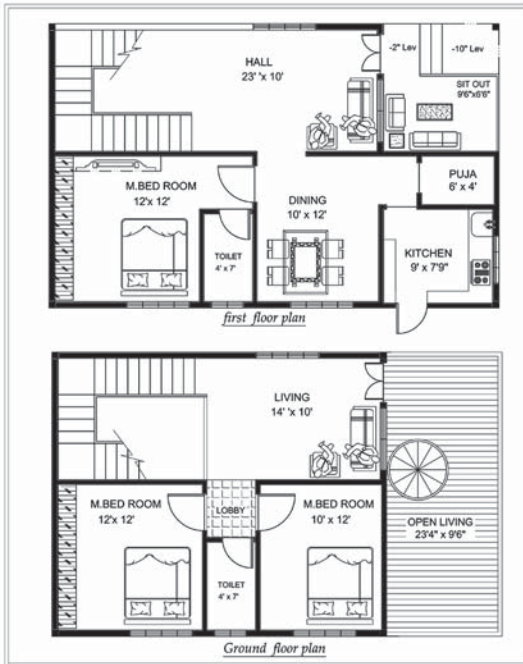 HALL
23' x 10'
-2" Lev
-10" Lev
SIT OUT
9'6"x6'6"
M.BED ROOM
12'x 12'
TOILET
4' x 7'
DINING
10' x 12'
PUJA
6' x 4'
KITCHEN
9' x 7'9"
first floor plan
LIVING
14' 'x 10'
M.BED ROOM
12'x 12'
LOBBY
TOILET
4' x 7'
M.BED ROOM
10' x 12'
OPEN LIVING
23'4" x 9'6"
Ground floor plan